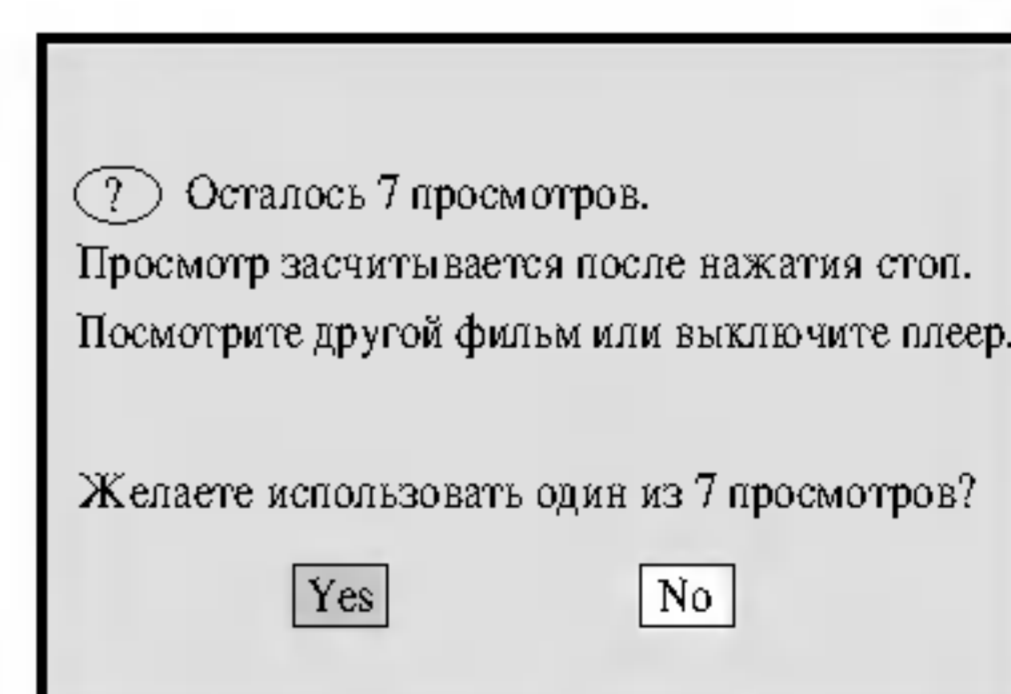 ? Осталось 7 просмотров.
Просмотр засчитывается после нажатия стоп.
Посмотрите другой фильм или выключите плеер.
Желаете использовать один из 7 просмотров?
Yes No